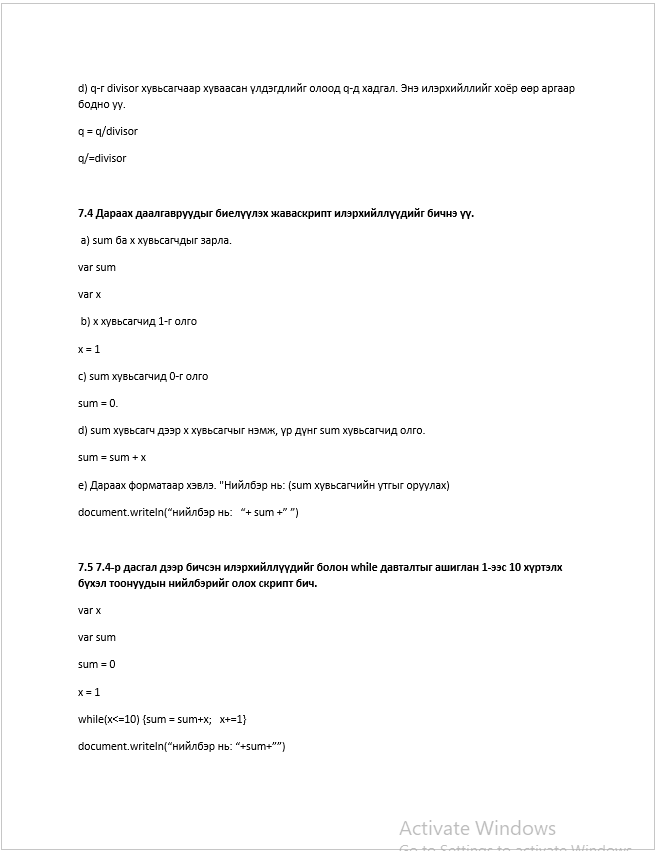 d) q-г divisor хувьсагчаар хуваасан үлдэгдлийг олоод q-д хадгал. Энэ илэрхийллийг хоёр өөр аргаар
бодно уу.
q = q/divisor
q/=divisor
7.4 Дараах даалгавруудыг биелүүлэх жаваскрипт илэрхийллүүдийг бичнэ үү.
a) sum ба x хувьсагчдыг зарла.
var sum
var x
b) x хувьсагчид 1-г олго
x = 1
c) sum хувьсагчид 0-г олго
sum = 0.
d) sum хувьсагч дээр x хувьсагчыг нэмж, үр дүнг sum хувьсагчид олго.
sum = sum + x
e) Дараах форматаар хэвлэ. "Нийлбэр нь: (sum хувьсагчийн утгыг оруулах)
document.writeln(“нийлбэр нь:   “+ sum +” ”)
7.5 7.4-р дасгал дээр бичсэн илэрхийллүүдийг болон while давталтыг ашиглан 1-ээс 10 хүртэлх
бүхэл тоонуудын нийлбэрийг олох скрипт бич.
var x
var sum
sum = 0
x = 1
while(x<=10) {sum = sum+x;   x+=1}
document.writeln(“нийлбэр нь: “+sum+””)
Activate Windows
Go to Settings to activate Windows.